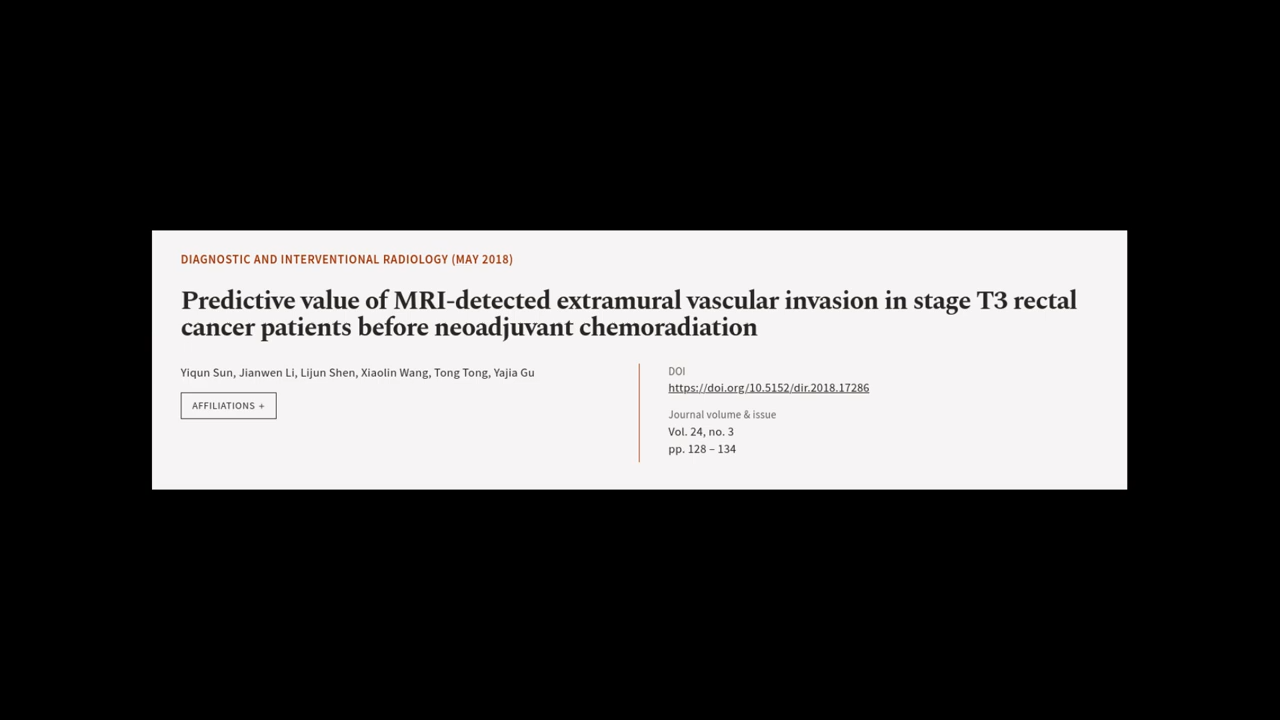 DIAGNOSTIC AND INTERVENTIONAL RADIOLOGY (MAY 2018)
Predictive value of MRI-detected extramural vascular invasion in stage T3 rectal
cancer patients before neoadjuvant chemoradiation
Yiqun Sun, Jianwen Li, Lijun Shen, Xiaolin Wang, Tong Tong, Yajia Gu
AFFILIATIONS +
DOI
https://doi.org/10.5152/dir.2018.17286
Journal volume & issue
Vol. 24, no. 3
pp. 128 – 134